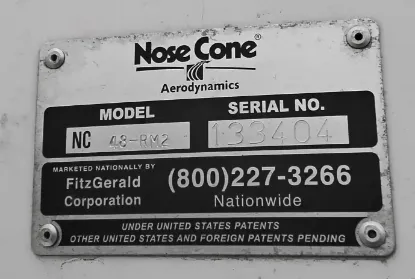 Nose Cone®
Aerodynamics
MODEL SERIAL NO.
NC 48-RM2 133404
MARKETED NATIONALLY BY
FitzGerald (800)227-3266
Corporation Nationwide
UNDER UNITED STATES PATENTS
OTHER UNITED STATES AND FOREIGN PATENTS PENDING